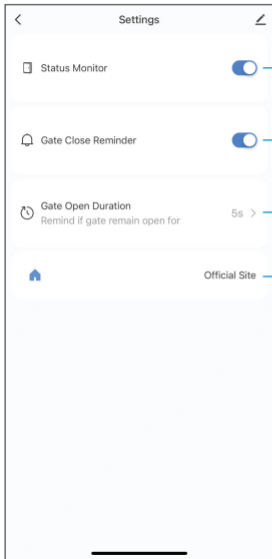 Settings
Status Monitor
Gate Close Reminder
Gate Open Duration
Remind if gate remain open for
5s
Official Site